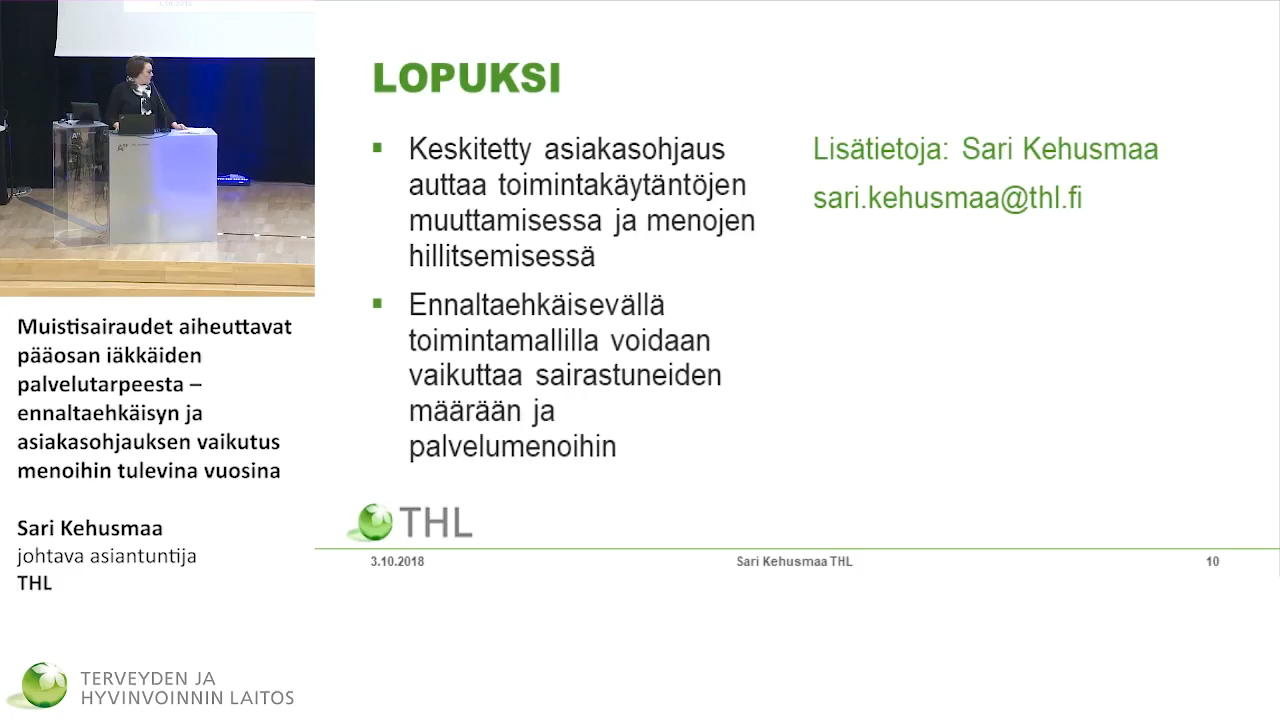 LOPUKSI
▪ Keskitetty asiakasohjaus
auttaa toimintakäytäntöjen
muuttamisessa ja menojen
hillitsemisessä
▪ Ennaltaehkäisevällä
toimintamallilla voidaan
vaikuttaa sairastuneiden
määrään ja
palvelumenoihin
Lisätietoja: Sari Kehusmaa
sari.kehusmaa@thl.fi
THL
3.10.2018 Sari Kehusmaa THL 10
Muistisairaudet aiheuttavat
pääosan iäkkäiden
palvelutarpeesta –
ennaltaehkäisyn ja
asiakasohjauksen vaikutus
menoihin tulevina vuosina
Sari Kehusmaa
johtava asiantuntija
THL
TERVEYDEN JA
HYVINVOINNIN LAITOS